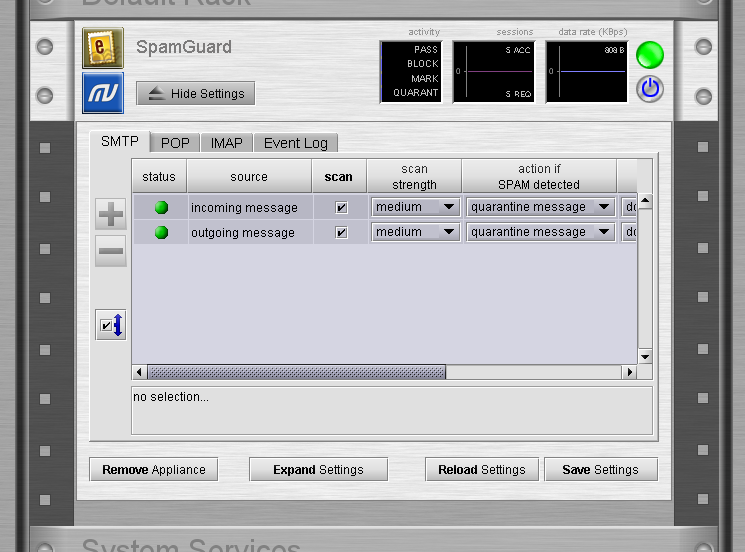 Default Rack
SpamGuard
Hide Settings
activity
PASS
BLOCK
MARK
QUARANT
sessions
S ACC
0
S REQ
data rate (KBps)
808 B
0
SMTP
POP
IMAP
Event Log
status
source
scan
scan
strength
action if
SPAM detected
incoming message
medium
quarantine message
outgoing message
medium
quarantine message
no selection...
Remove Appliance
Expand Settings
Reload Settings
Save Settings
System Services